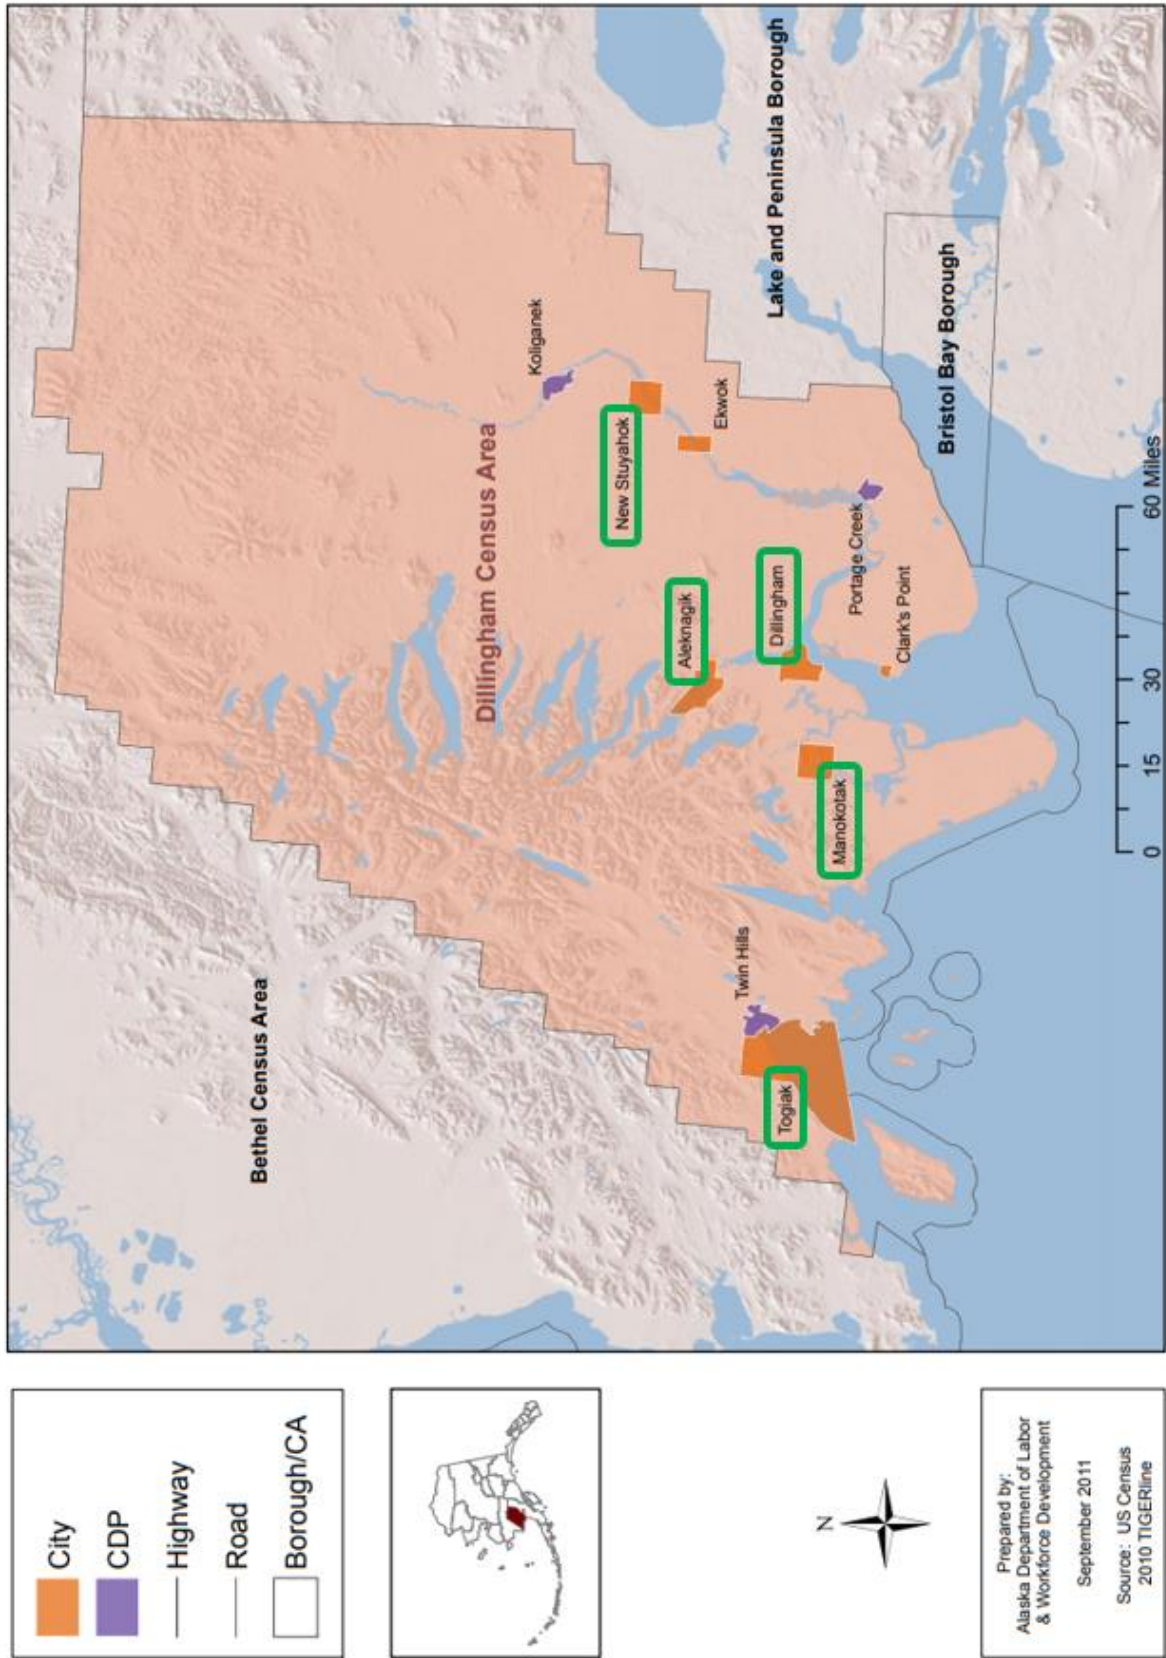 City
CDP
Highway
Road
Borough/CA
N
Prepared by:
Alaska Department of Labor
& Workforce Development
September 2011
Source: US Census
2010 TIGERline
Bethel Census Area
Dillingham Census Area
Lake and Peninsula Borough
Bristol Bay Borough
Koliganek
New Stuyahok
Ekwok
Aleknagik
Dillingham
Portage Creek
Clark's Point
Manokotak
Twin Hills
Togiak
0 15 30 60 Miles